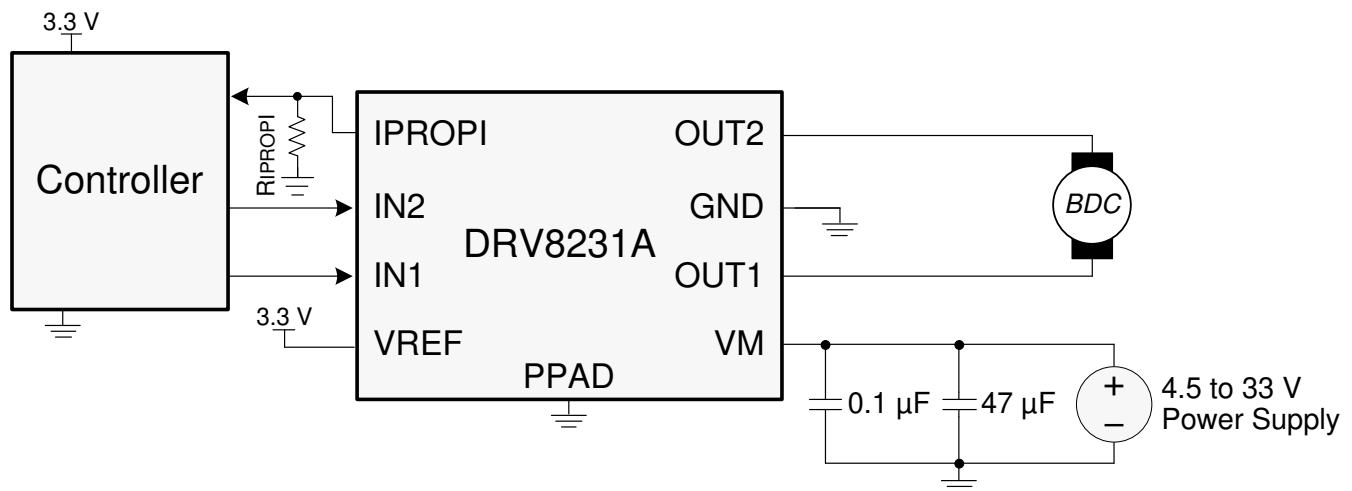 3.3 V
Controller
RIPROPI
3.3 V
IPROPI
IN2
IN1
VREF
DRV8231A
PPAD
OUT2
GND
OUT1
VM
BDC
0.1 µF
47 µF
+
–
4.5 to 33 V
Power Supply